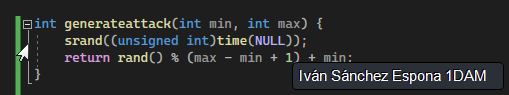 int generateattack(int min, int max) {
srand((unsigned int)time(NULL));
return rand() % (max - min + 1) + min;
}
Iván Sánchez Espona 1DAM